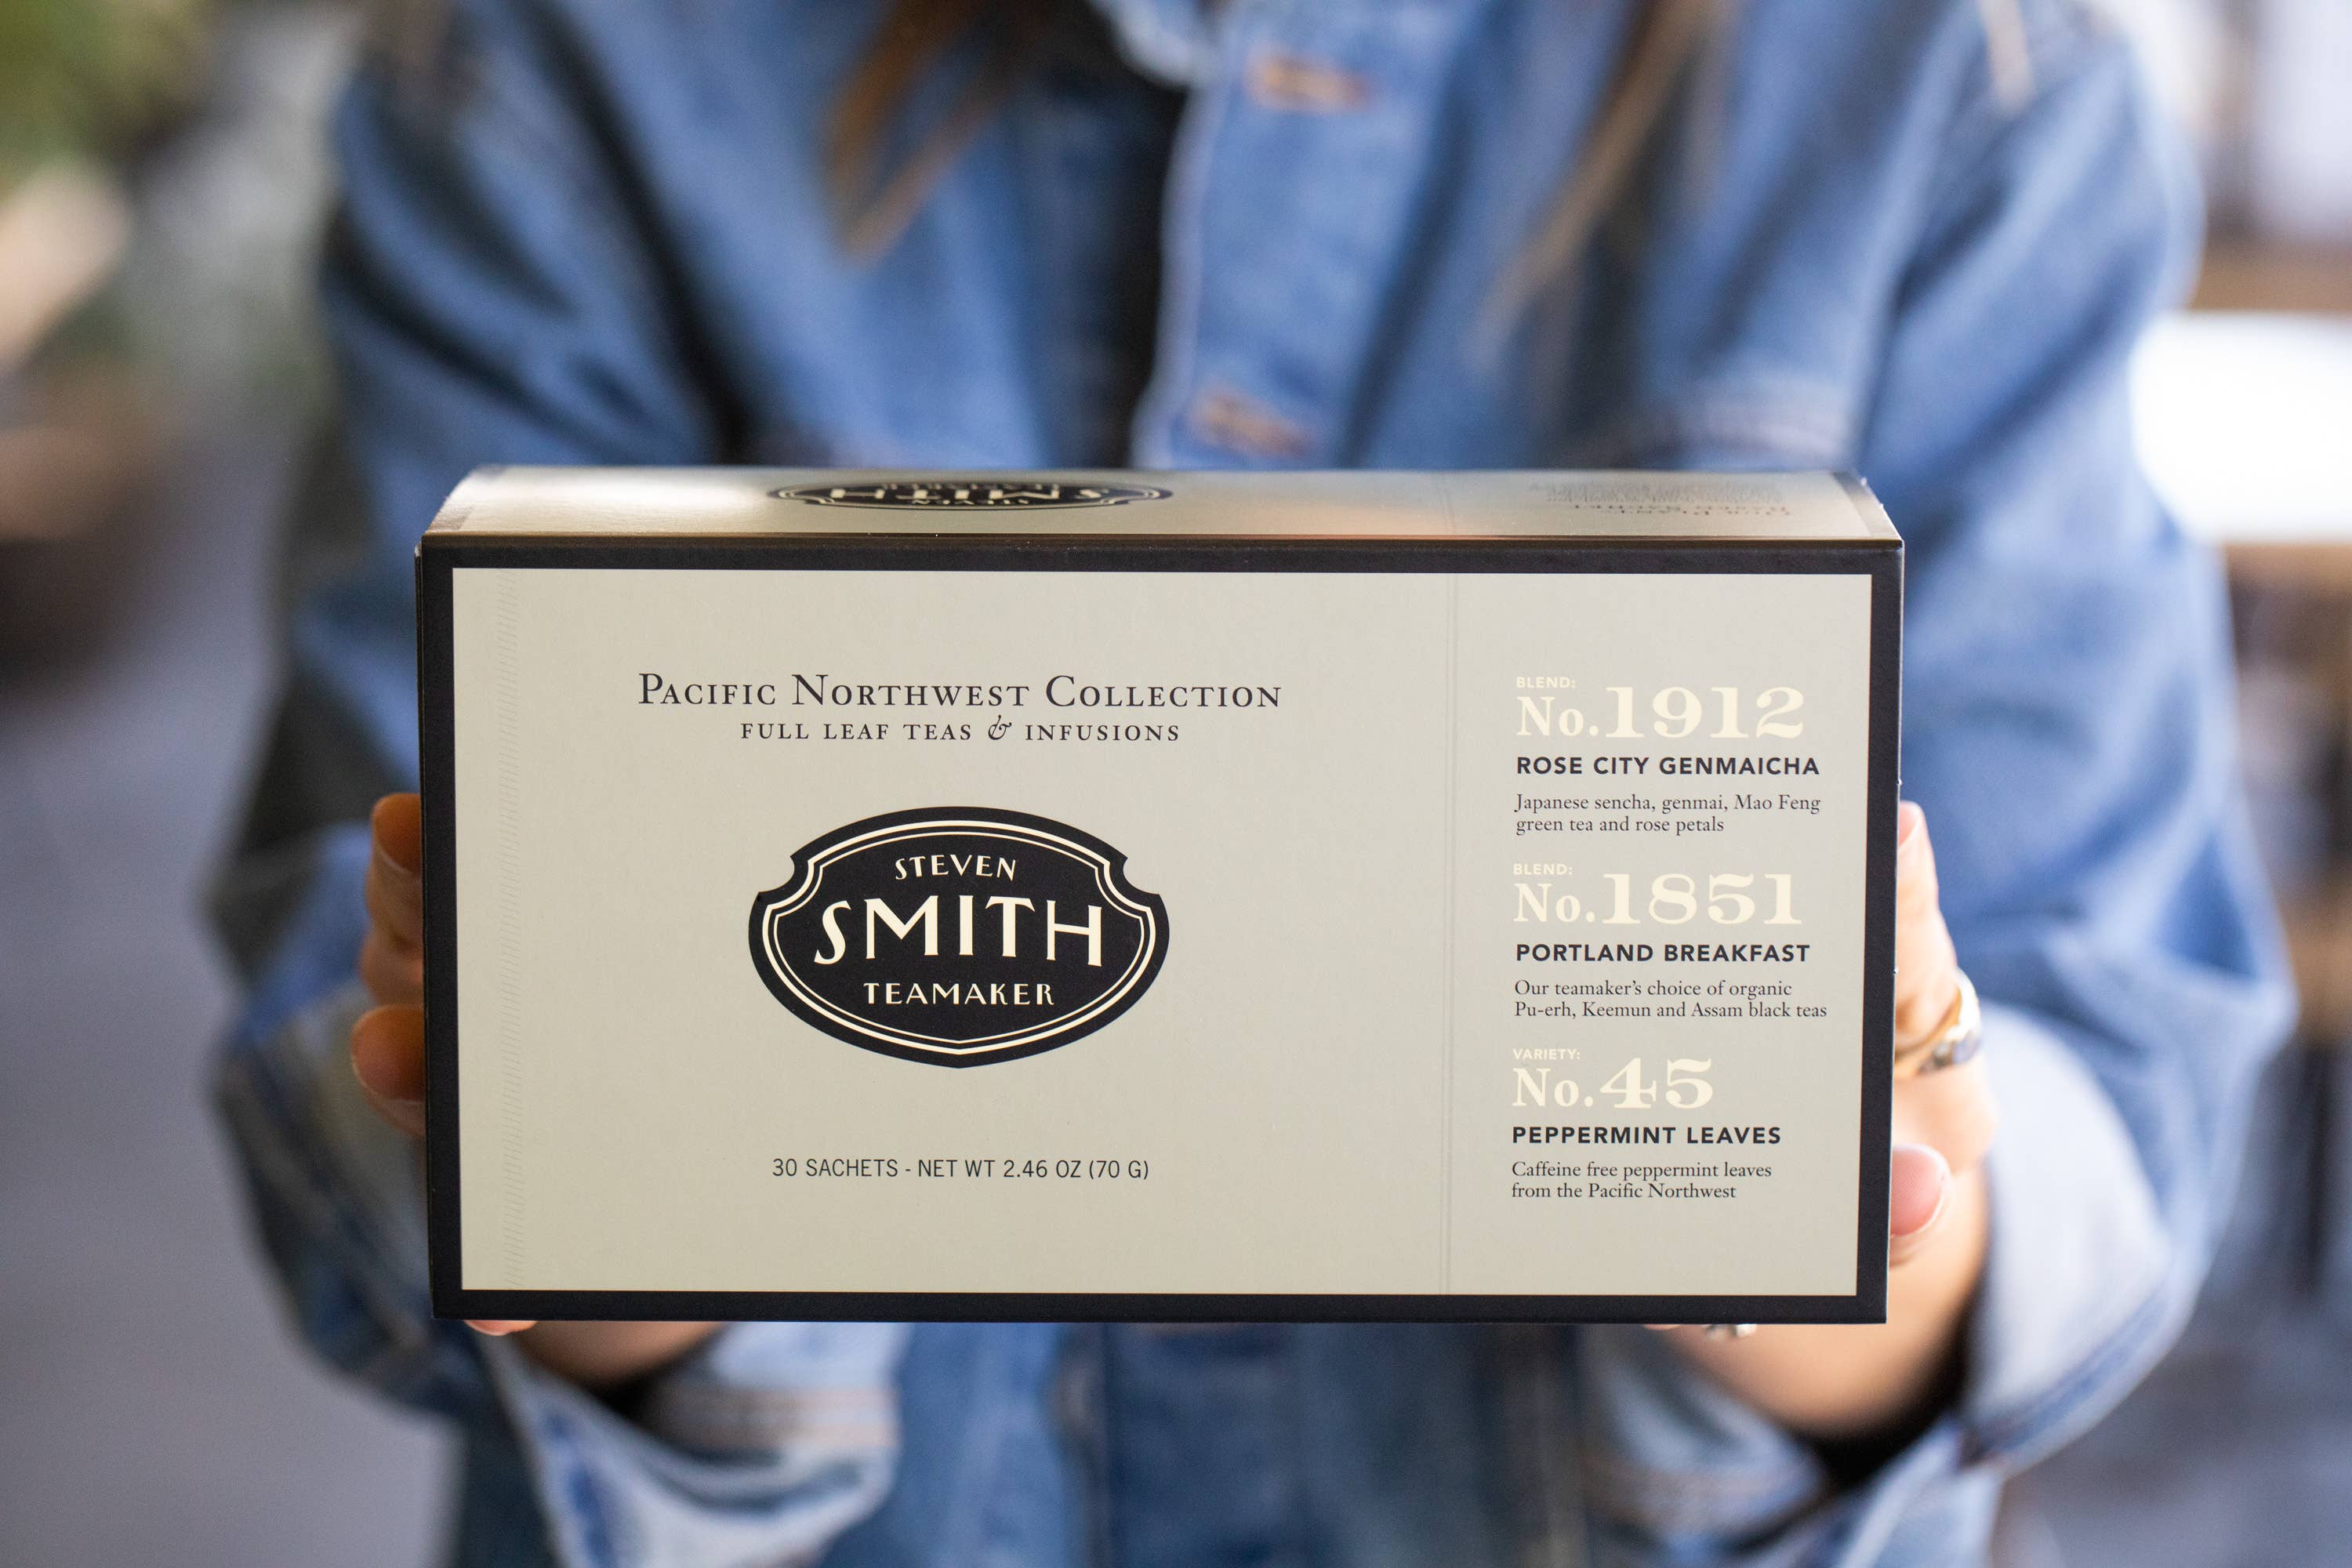 STEVEN
SMITH
TEAMAKER
PACIFIC NORTHWEST COLLECTION
FULL LEAF TEAS & INFUSIONS
STEVEN
SMITH
TEAMAKER
30 SACHETS - NET WT 2.46 OZ (70 G)
BLEND:
No.1912
ROSE CITY GENMAICHA
Japanese sencha, genmai, Mao Feng
green tea and rose petals
BLEND:
No.1851
PORTLAND BREAKFAST
Our teamaker's choice of organic
Pu-erh, Keemun and Assam black teas
VARIETY:
No.45
PEPPERMINT LEAVES
Caffeine free peppermint leaves
from the Pacific Northwest